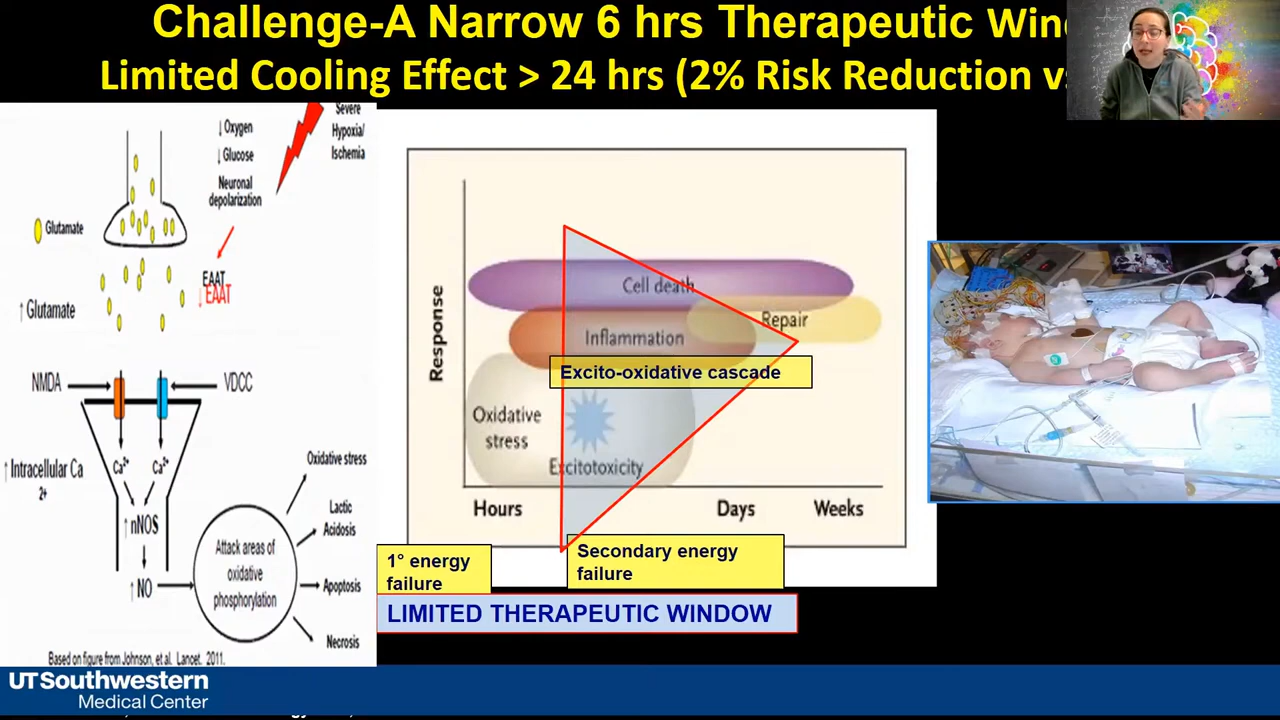 Challenge-A Narrow 6 hrs Therapeutic
Limited Cooling Effect > 24 hrs (2% Risk Reduction
↓ Oxygen
↓ Glucose
Neuronal
depolarization
Severe
Hypoxia/
Ischemia
Glutamate
EAAT
↓ EAAT
↑ Glutamate
NMDA
VDCC
Ca²⁺
Ca²⁺
↑ Intracellular Ca
2+
↑ nNOS
↑ NO
Attack areas of
oxidative
phosphorylation
Oxidative stress
Lactic
Acidosis
Apoptosis
Necrosis
Based on figure from Johnson, et al. Lancet. 2011.
Response
Cell death
Repair
Inflammation
Excito-oxidative cascade
Oxidative
stress
Excitotoxicity
Hours
Days
Weeks
1° energy
failure
Secondary energy
failure
LIMITED THERAPEUTIC WINDOW
UT Southwestern
Medical Center